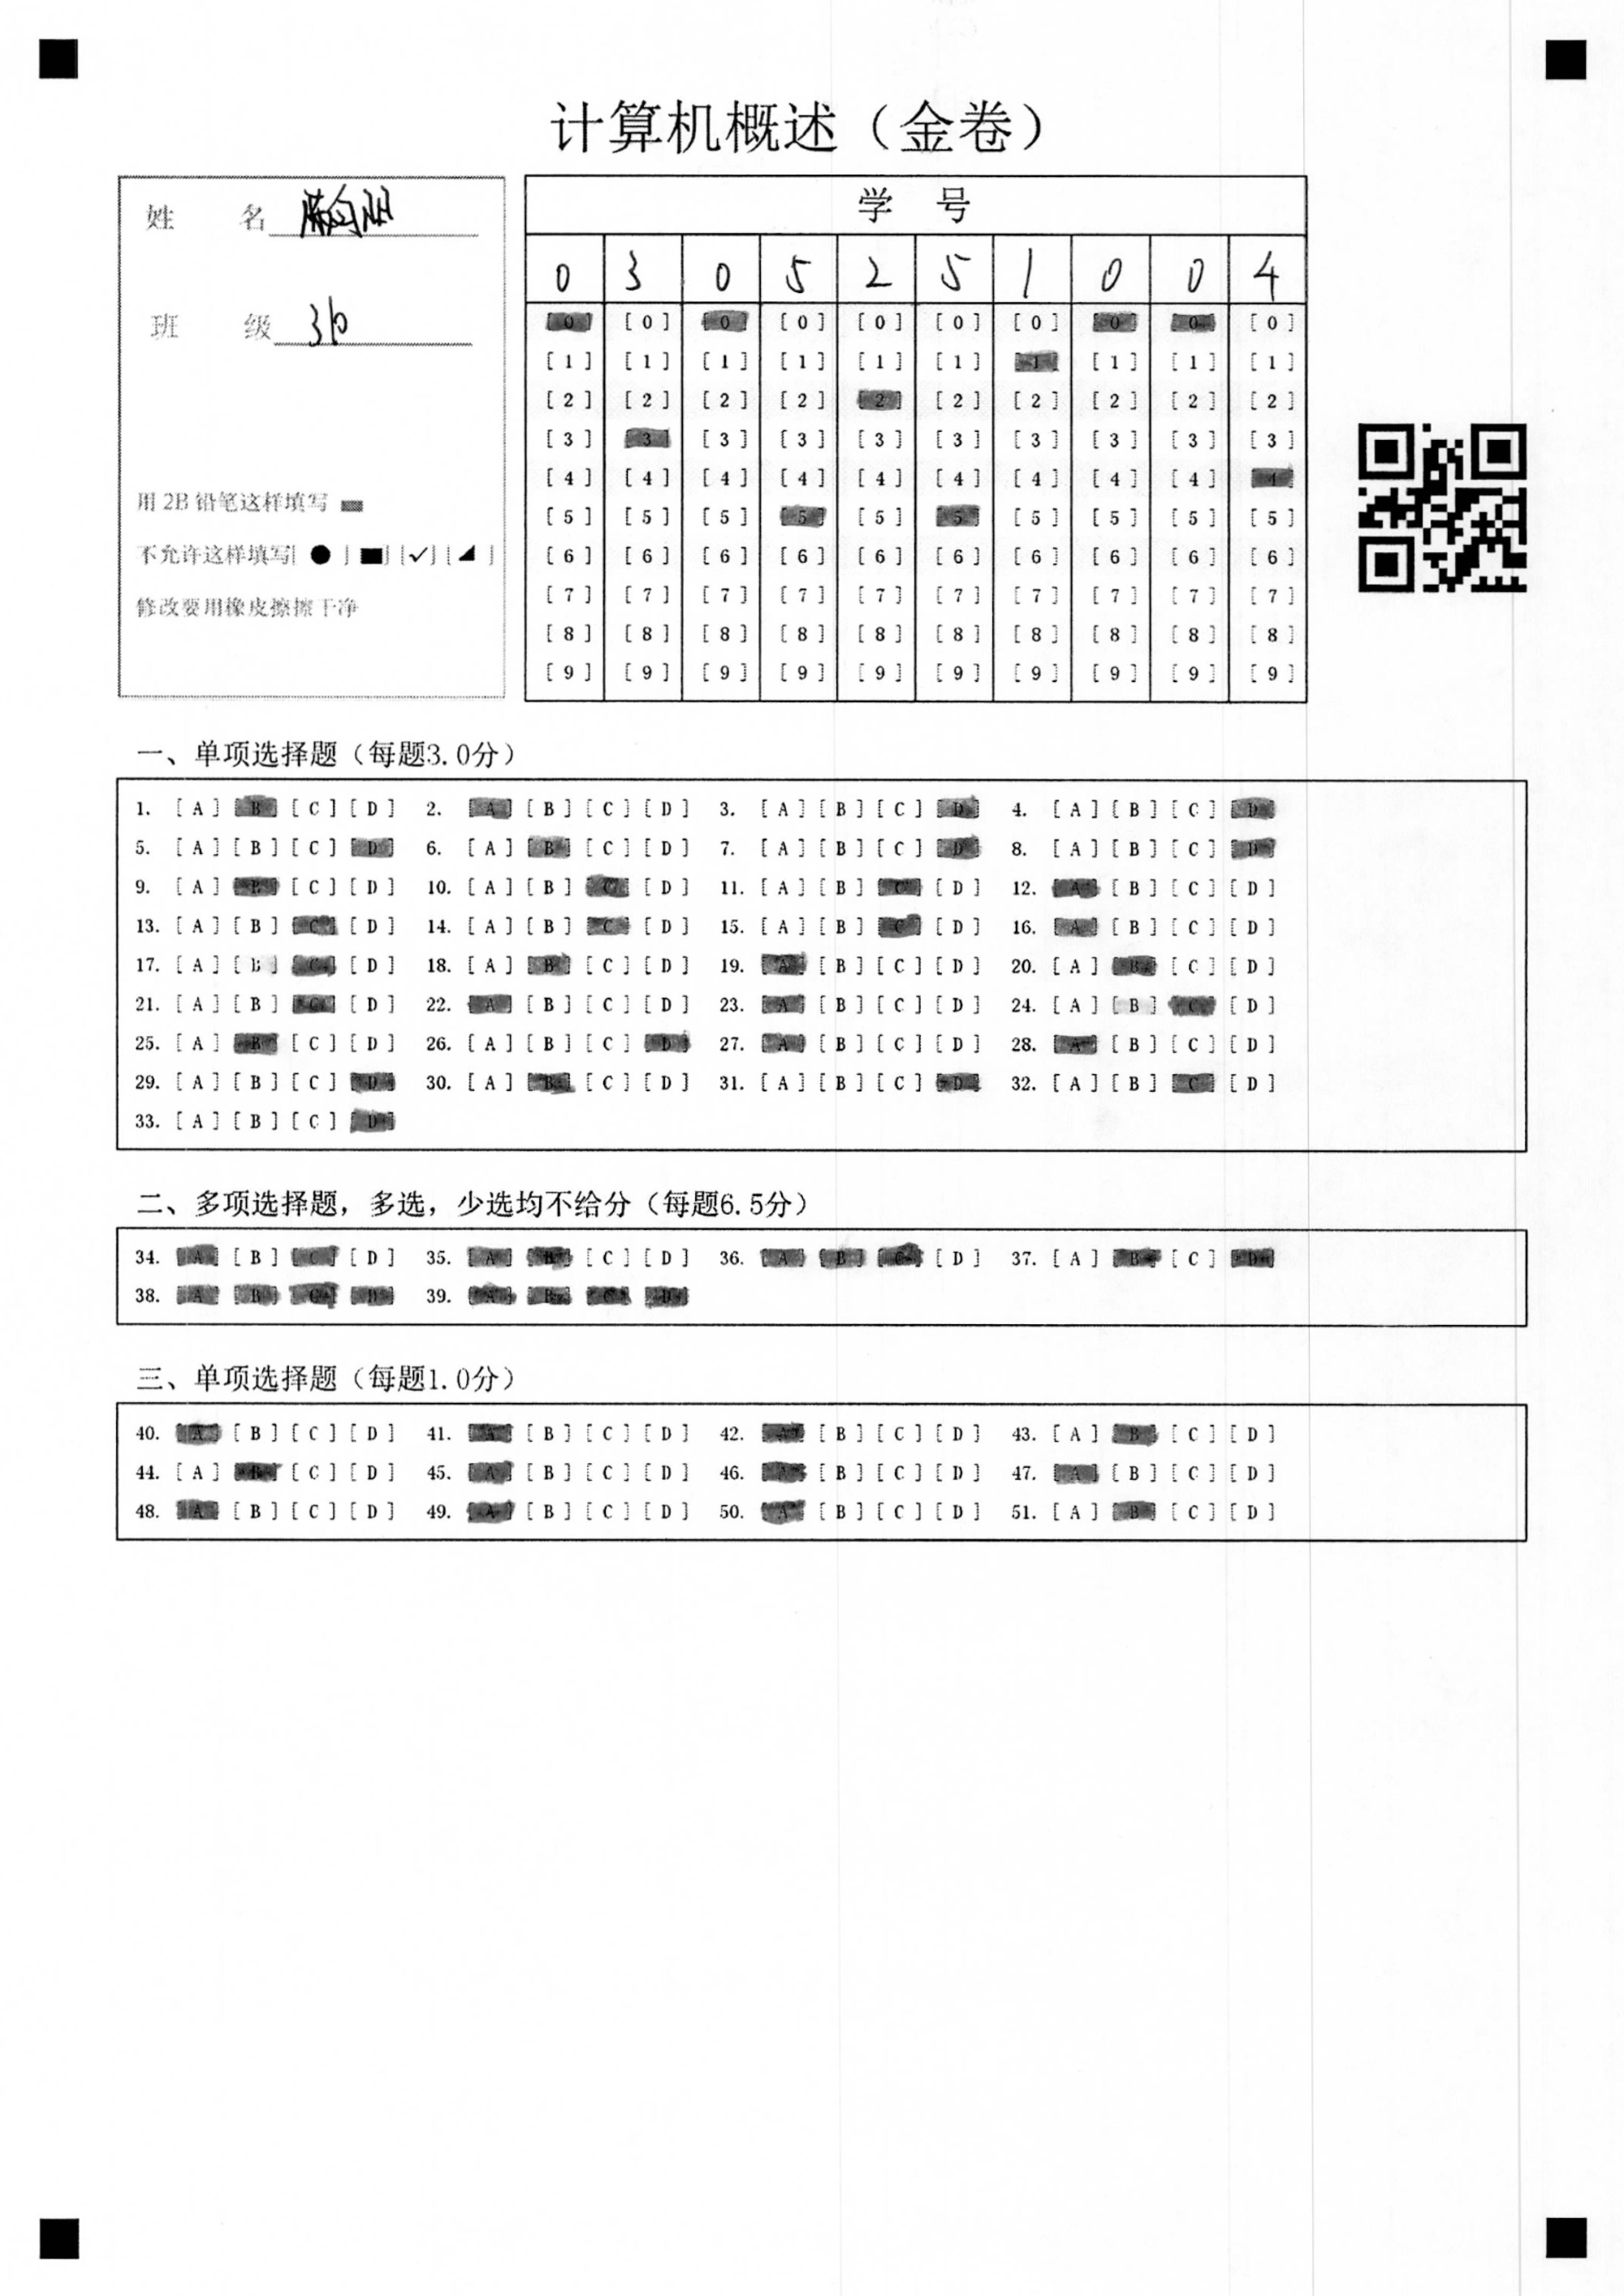 计算机概述（金卷）
姓 名
班 级 310
用 2B 铅笔这样填写
不允许这样填写[ ● ] [■] [✓] [◢ ]
修改要用橡皮擦擦干净
学 号
0 3 0 5 2 5 1 0 0 4
[0] [0] [0] [0] [0] [0] [0] [0] [0] [0]
[1] [1] [1] [1] [1] [1] [1] [1] [1] [1]
[2] [2] [2] [2] [2] [2] [2] [2] [2] [2]
[3] [3] [3] [3] [3] [3] [3] [3] [3] [3]
[4] [4] [4] [4] [4] [4] [4] [4] [4] [4]
[5] [5] [5] [5] [5] [5] [5] [5] [5] [5]
[6] [6] [6] [6] [6] [6] [6] [6] [6] [6]
[7] [7] [7] [7] [7] [7] [7] [7] [7] [7]
[8] [8] [8] [8] [8] [8] [8] [8] [8] [8]
[9] [9] [9] [9] [9] [9] [9] [9] [9] [9]
一、单项选择题（每题3.0分）
1. [A] [B] [C] [D] 2. [A] [B] [C] [D] 3. [A] [B] [C] [D] 4. [A] [B] [C] [D]
5. [A] [B] [C] [D] 6. [A] [B] [C] [D] 7. [A] [B] [C] [D] 8. [A] [B] [C] [D]
9. [A] [B] [C] [D] 10. [A] [B] [C] [D] 11. [A] [B] [C] [D] 12. [A] [B] [C] [D]
13. [A] [B] [C] [D] 14. [A] [B] [C] [D] 15. [A] [B] [C] [D] 16. [A] [B] [C] [D]
17. [A] [B] [C] [D] 18. [A] [B] [C] [D] 19. [A] [B] [C] [D] 20. [A] [B] [C] [D]
21. [A] [B] [C] [D] 22. [A] [B] [C] [D] 23. [A] [B] [C] [D] 24. [A] [B] [C] [D]
25. [A] [B] [C] [D] 26. [A] [B] [C] [D] 27. [A] [B] [C] [D] 28. [A] [B] [C] [D]
29. [A] [B] [C] [D] 30. [A] [B] [C] [D] 31. [A] [B] [C] [D] 32. [A] [B] [C] [D]
33. [A] [B] [C] [D]
二、多项选择题，多选，少选均不给分（每题6.5分）
34. [A] [B] [C] [D] 35. [A] [B] [C] [D] 36. [A] [B] [C] [D] 37. [A] [B] [C] [D]
38. [A] [B] [C] [D] 39. [A] [B] [C] [D]
三、单项选择题（每题1.0分）
40. [A] [B] [C] [D] 41. [A] [B] [C] [D] 42. [A] [B] [C] [D] 43. [A] [B] [C] [D]
44. [A] [B] [C] [D] 45. [A] [B] [C] [D] 46. [A] [B] [C] [D] 47. [A] [B] [C] [D]
48. [A] [B] [C] [D] 49. [A] [B] [C] [D] 50. [A] [B] [C] [D] 51. [A] [B] [C] [D]